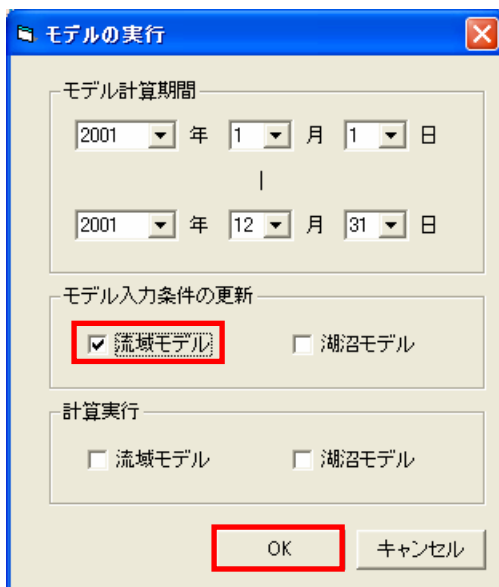 モデルの実行
モデル計算期間
2001 年 1 月 1 日
|
2001 年 12 月 31 日
モデル入力条件の更新
流域モデル 湖沼モデル
計算実行
流域モデル 湖沼モデル
OK キャンセル